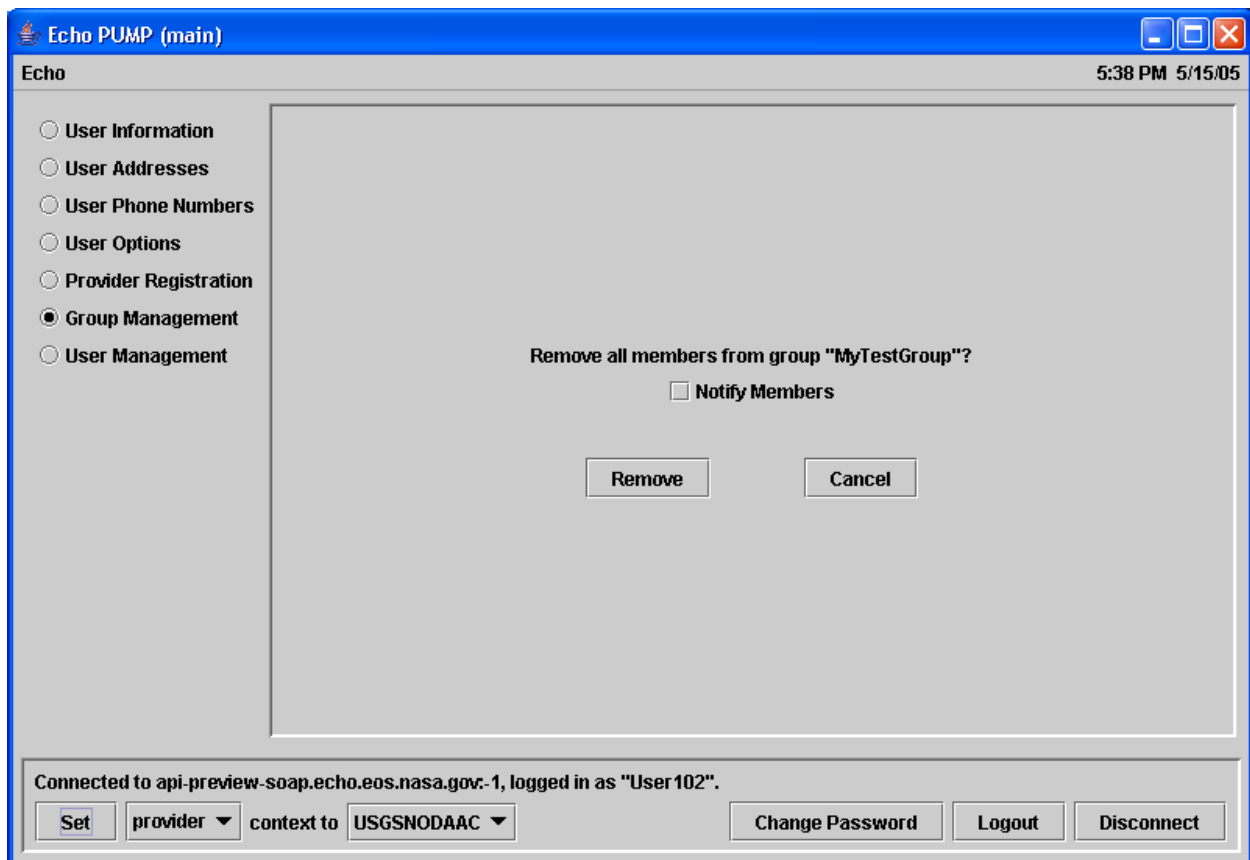 Echo PUMP (main)
Echo 5:38 PM 5/15/05
User Information
User Addresses
User Phone Numbers
User Options
Provider Registration
Group Management
User Management
Remove all members from group "MyTestGroup"?
Notify Members
Remove Cancel
Connected to api-preview-soap.echo.eos.nasa.gov:-1, logged in as "User102".
Set provider context to USGSNODAAC Change Password Logout Disconnect